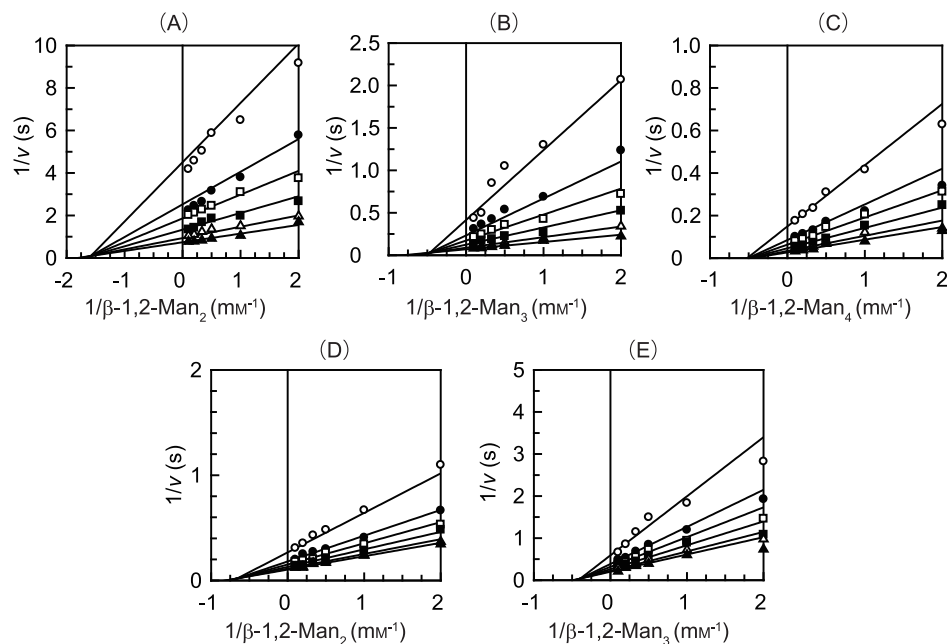 (A)
10
8
6
4
2
0
1/v (s)
-2 -1 0 1 2
1/β-1,2-Man₂ (mM⁻¹)
(B)
2.5
2.0
1.5
1.0
0.5
0
1/v (s)
-1 0 1 2
1/β-1,2-Man₃ (mM⁻¹)
(C)
1.0
0.8
0.6
0.4
0.2
0
1/v (s)
-1 0 1 2
1/β-1,2-Man₄ (mM⁻¹)
(D)
2
1
0
1/v (s)
-1 0 1 2
1/β-1,2-Man₂ (mM⁻¹)
(E)
5
4
3
2
1
0
1/v (s)
-1 0 1 2
1/β-1,2-Man₃ (mM⁻¹)